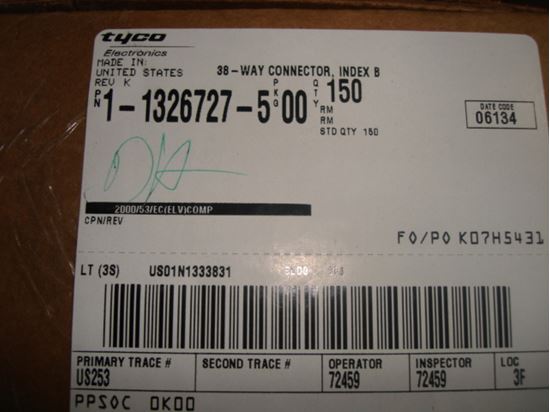 tyco
Electronics
MADE IN:
UNITED STATES
REV K
38-WAY CONNECTOR, INDEX B
PN 1-1326727-5 PKG 00 QTY 150
RM
RM
STD QTY 150
DATE CODE
06134
2000/53/EC(ELV)COMP
CPN/REV
FO/PO K07H5431
LT (3S) US01N1333831
PRIMARY TRACE # SECOND TRACE # OPERATOR INSPECTOR LOC
US253 72459 72459 3F
PPSOC OK00